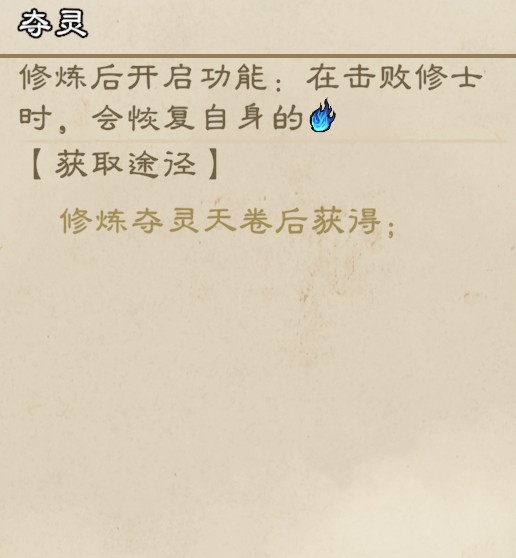 夺灵
修炼后开启功能：在击败修士
时，会恢复自身的
【获取途径】
修炼夺灵天卷后获得；